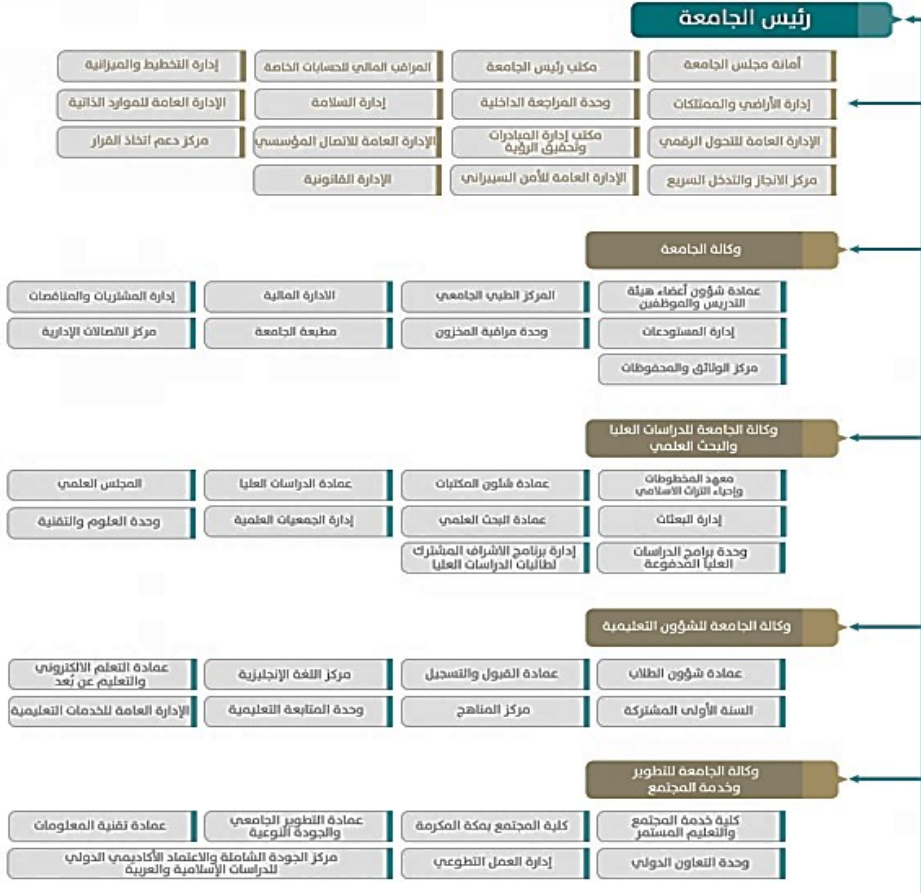 رئيس الجامعة
أمانة مجلس الجامعة
مكتب رئيس الجامعة
المراقب المالي للحسابات الخاصة
إدارة التخطيط والميزانية
إدارة الأراضي والممتلكات
وحدة المراجعة الداخلية
إدارة السلامة
الإدارة العامة للموارد الذاتية
الإدارة العامة للتحول الرقمي
مكتب إدارة المبادرات
وتحقيق الرؤية
الإدارة العامة للاتصال المؤسسي
مركز دعم اتخاذ القرار
مركز الانجاز والتدخل السريع
الإدارة العامة للأمن السيبراني
الإدارة القانونية
وكالة الجامعة
عمادة شؤون أعضاء هيئة
التدريس والموظفين
المركز الطبي الجامعي
الادارة المالية
إدارة المشتريات والمناقصات
إدارة المستودعات
وحدة مراقبة المخزون
مطبعة الجامعة
مركز الاتصالات الإدارية
مركز الوثائق والمحفوظات
وكالة الجامعة للدراسات العليا
والبحث العلمي
معهد المخطوطات
وإحياء التراث الاسلامي
عمادة شئون المكتبات
عمادة الدراسات العليا
المجلس العلمي
إدارة البعثات
عمادة البحث العلمي
إدارة الجمعيات العلمية
وحدة العلوم والتقنية
وحدة برامج الدراسات
العليا المدفوعة
إدارة برنامج الاشراف المشترك
لطالبات الدراسات العليا
وكالة الجامعة للشؤون التعليمية
عمادة شؤون الطلاب
عمادة القبول والتسجيل
مركز اللغة الإنجليزية
عمادة التعلم الالكتروني
والتعليم عن بُعد
السنة الأولى المشتركة
مركز المناهج
وحدة المتابعة التعليمية
الإدارة العامة للخدمات التعليمية
وكالة الجامعة للتطوير
وخدمة المجتمع
كلية خدمة المجتمع
والتعليم المستمر
كلية المجتمع بمكة المكرمة
عمادة التطوير الجامعي
والجودة النوعية
عمادة تقنية المعلومات
وحدة التعاون الدولي
إدارة العمل التطوعي
مركز الجودة الشاملة والاعتماد الأكاديمي الدولي
للدراسات الإسلامية والعربية